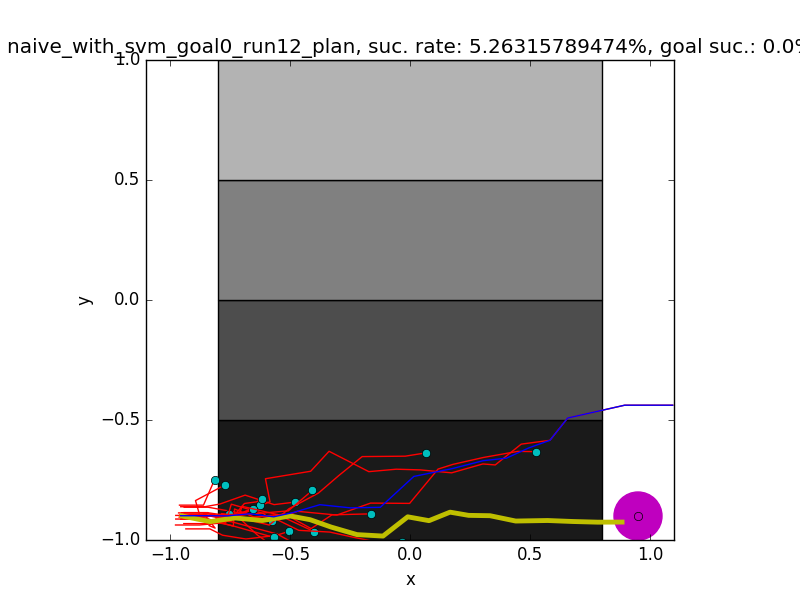 naive_with_svm_goal0_run12_plan, suc. rate: 5.26315789474%, goal suc.: 0.0%
1.0
0.5
0.0
−0.5
−1.0
y
−1.0 −0.5 0.0 0.5 1.0
x